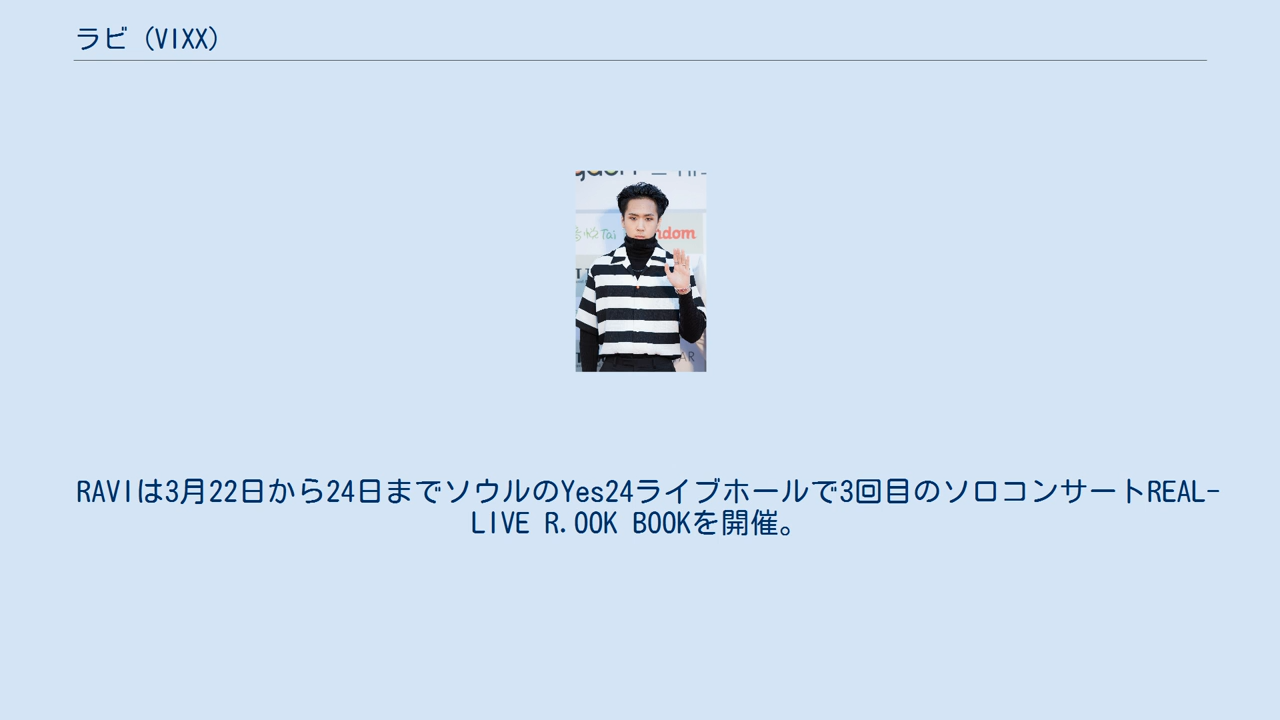 ラビ (VIXX)
Tai
ndom
AR
RAVIは3月22日から24日までソウルのYes24ライブホールで3回目のソロコンサートREAL-
LIVE R.OOK BOOKを開催。